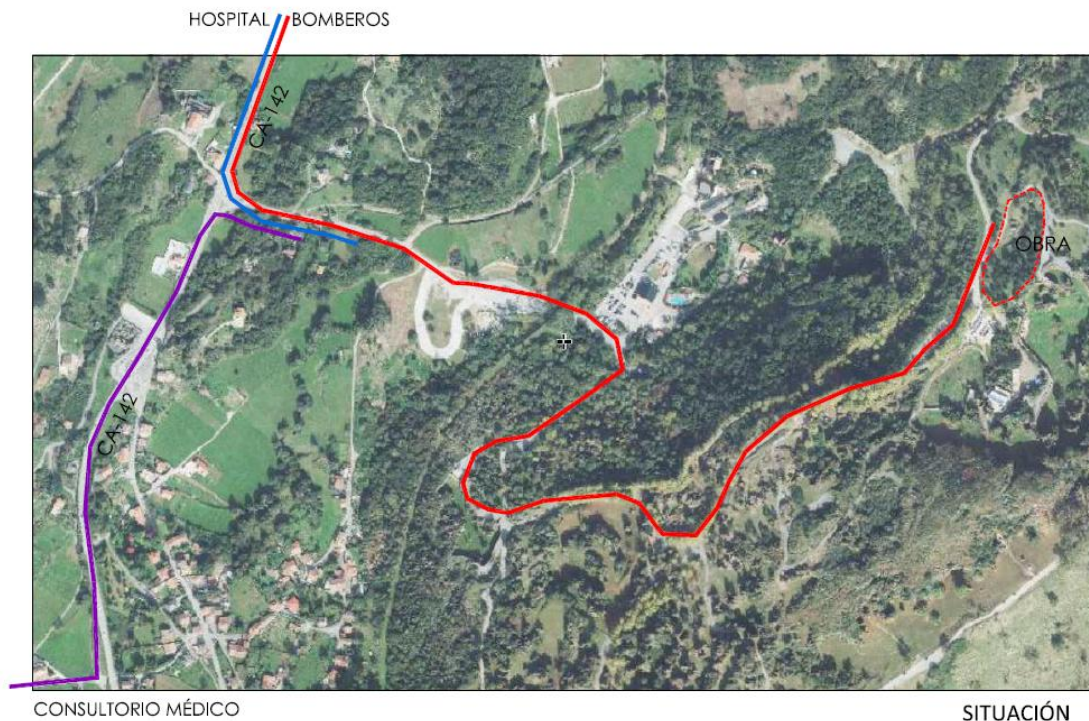 HOSPITAL BOMBEROS
CA-142
OBRA
CA-142
CONSULTORIO MÉDICO
SITUACIÓN